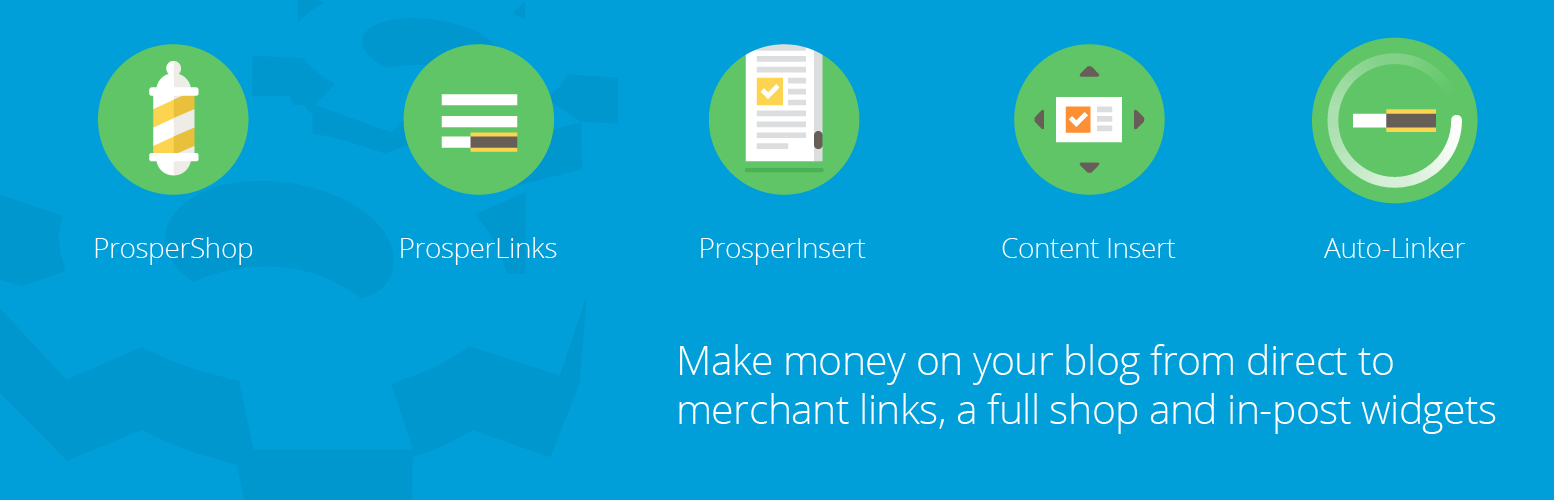 ProsperShop
ProsperLinks
ProsperInsert
Content Insert
Auto-Linker
Make money on your blog from direct to
merchant links, a full shop and in-post widgets